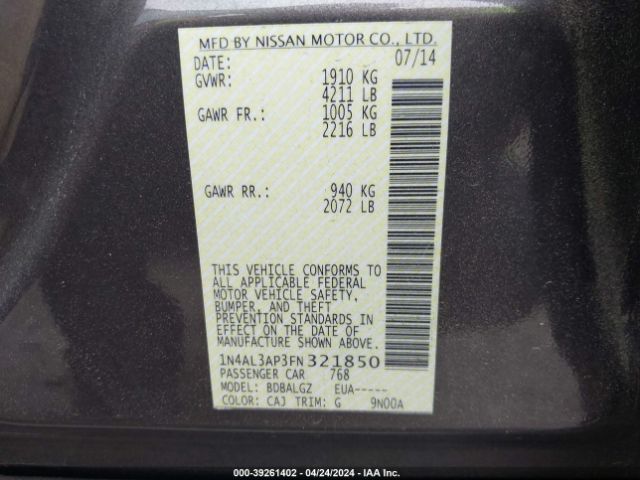 MFD BY NISSAN MOTOR CO., LTD.
DATE: 07/14
GVWR: 1910 KG
4211 LB
GAWR FR.: 1005 KG
2216 LB
GAWR RR.: 940 KG
2072 LB
THIS VEHICLE CONFORMS TO
ALL APPLICABLE FEDERAL
MOTOR VEHICLE SAFETY,
BUMPER, AND THEFT
PREVENTION STANDARDS IN
EFFECT ON THE DATE OF
MANUFACTURE SHOWN ABOVE.
1N4AL3AP3FN321850
PASSENGER CAR 768
MODEL: BDBALGZ EUA-----
COLOR: CAJ TRIM: G 9N00A
000-39261402 - 04/24/2024 - IAA Inc.